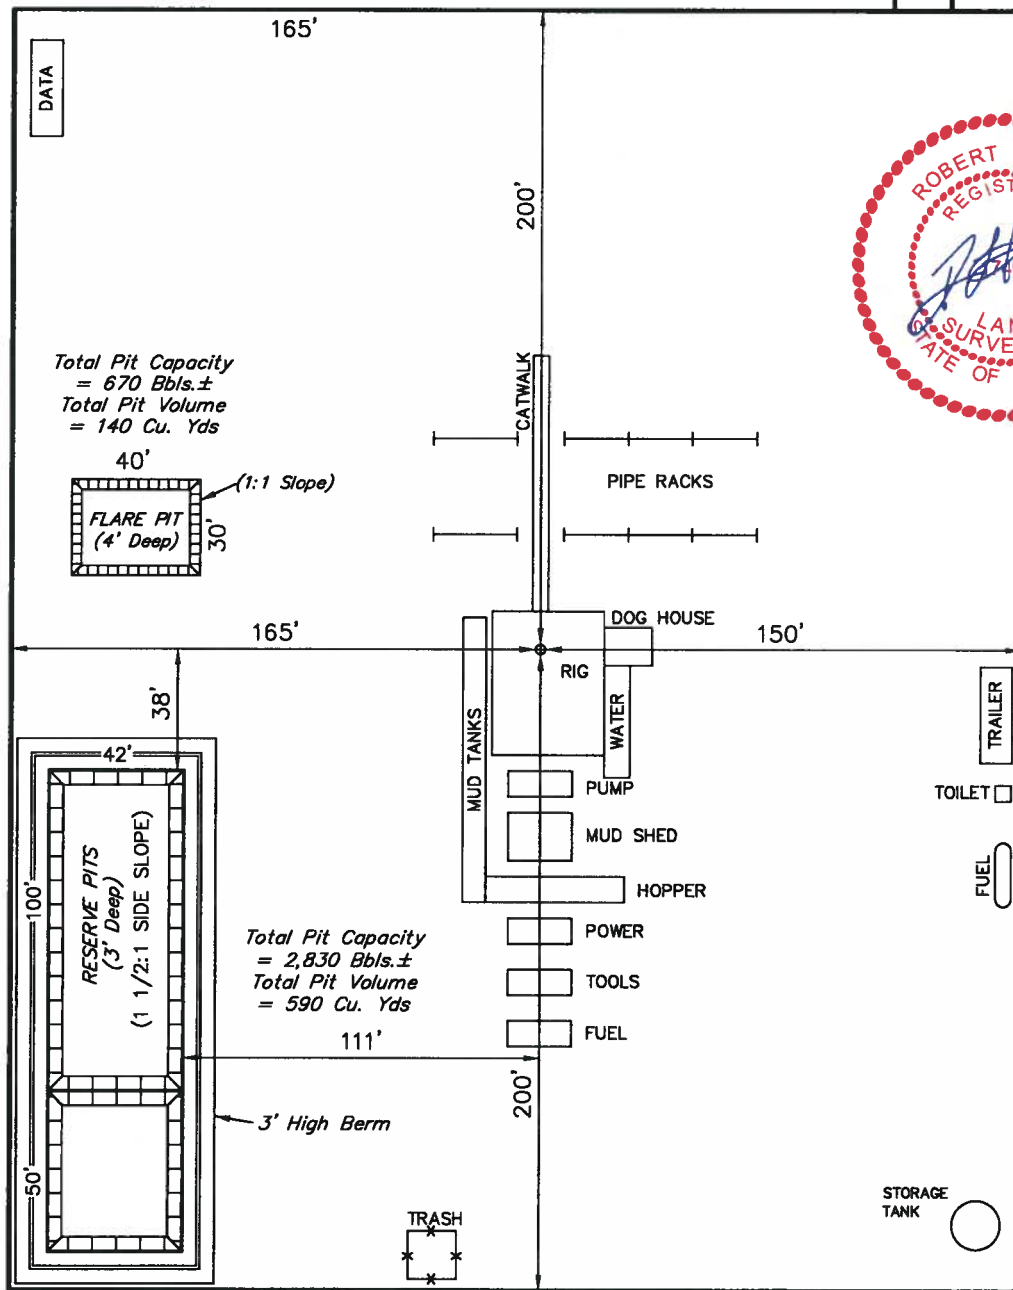 165'
DATA
200'
ROBERT
REGIST
LAN
SURVE
STATE OF
Total Pit Capacity
= 670 Bbls.±
Total Pit Volume
= 140 Cu. Yds
CATWALK
40'
(1:1 Slope)
PIPE RACKS
FLARE PIT
(4' Deep)
30'
DOG HOUSE
165'
150'
RIG
38'
MUD TANKS
WATER
TRAILER
42'
PUMP
TOILET
MUD SHED
RESERVE PITS
(3' Deep)
(1 1/2:1 SIDE SLOPE)
100'
FUEL
HOPPER
Total Pit Capacity
= 2,830 Bbls.±
Total Pit Volume
= 590 Cu. Yds
POWER
TOOLS
FUEL
111'
200'
3' High Berm
50'
STORAGE
TANK
TRASH